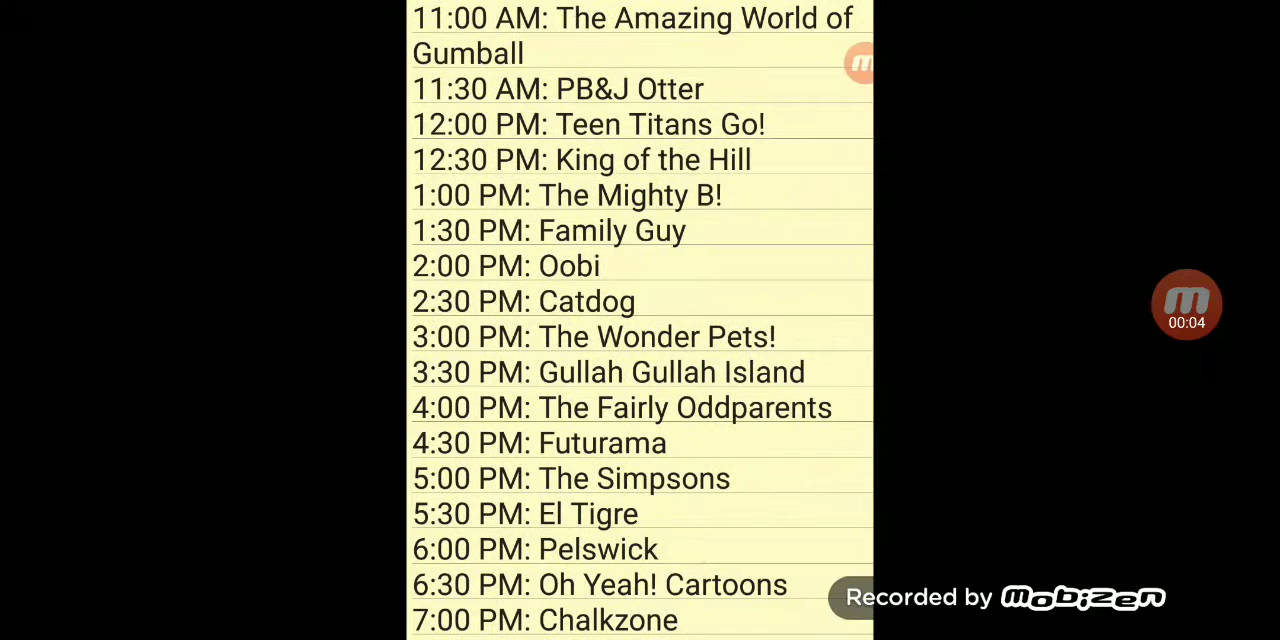 11:00 AM: The Amazing World of
Gumball
11:30 AM: PB&J Otter
12:00 PM: Teen Titans Go!
12:30 PM: King of the Hill
1:00 PM: The Mighty B!
1:30 PM: Family Guy
2:00 PM: Oobi
2:30 PM: Catdog
3:00 PM: The Wonder Pets!
3:30 PM: Gullah Gullah Island
4:00 PM: The Fairly Oddparents
4:30 PM: Futurama
5:00 PM: The Simpsons
5:30 PM: El Tigre
6:00 PM: Pelswick
6:30 PM: Oh Yeah! Cartoons
7:00 PM: Chalkzone
m
m
00:04
Recorded by mobizen